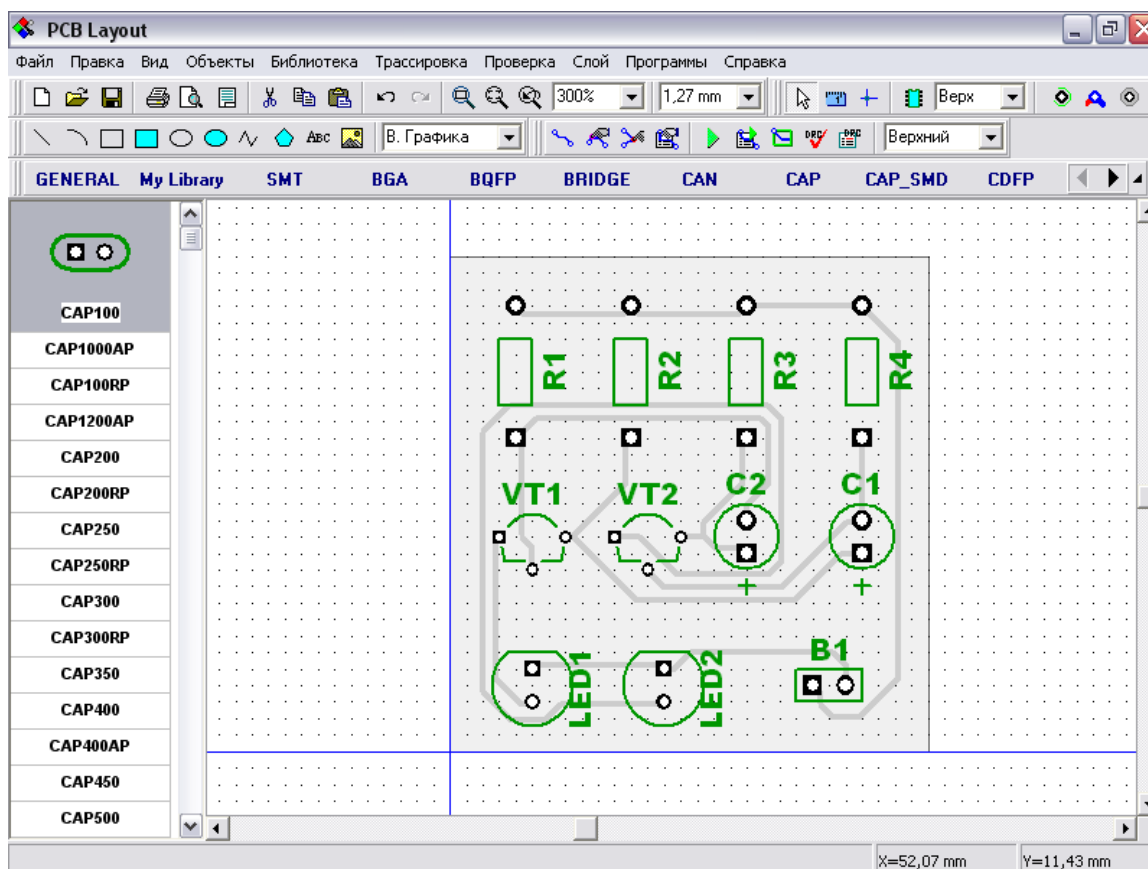 PCB Layout
Файл Правка Вид Объекты Библиотека Трассировка Проверка Слой Программы Справка
300% 1,27 mm Верх
ABC В. Графика DRC DRC Верхний
GENERAL My Library SMT BGA BQFP BRIDGE CAN CAP CAP_SMD CDFP
CAP100
CAP1000AP
CAP100RP
CAP1200AP
CAP200
CAP200RP
CAP250
CAP250RP
CAP300
CAP300RP
CAP350
CAP400
CAP400AP
CAP450
CAP500
R1 R2 R3 R4
VT1 VT2 C2 C1
+ +
LED1 LED2 B1
X=52,07 mm Y=11,43 mm